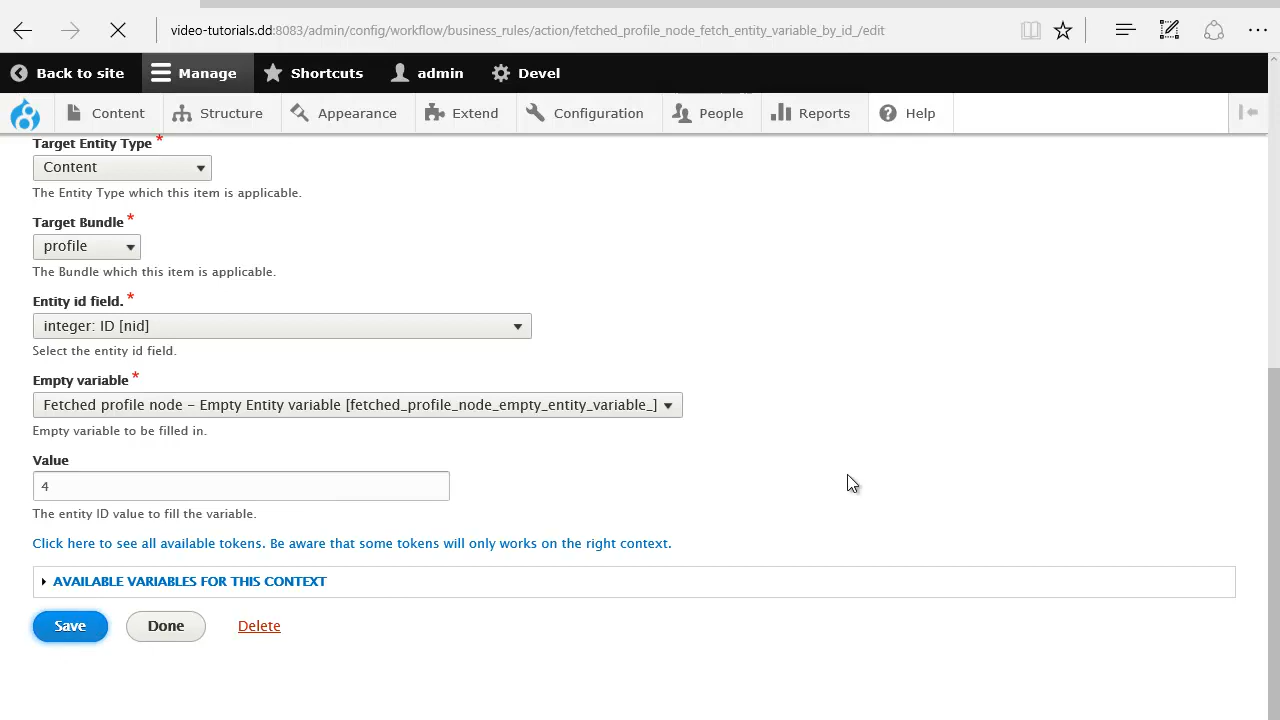 video-tutorials.dd:8083/admin/config/workflow/business_rules/action/fetched_profile_node_fetch_entity_variable_by_id_/edit
Back to site Manage Shortcuts admin Devel
Content Structure Appearance Extend Configuration People Reports Help
Target Entity Type *
Content
The Entity Type which this item is applicable.
Target Bundle *
profile
The Bundle which this item is applicable.
Entity id field. *
integer: ID [nid]
Select the entity id field.
Empty variable *
Fetched profile node - Empty Entity variable [fetched_profile_node_empty_entity_variable_]
Empty variable to be filled in.
Value
4
The entity ID value to fill the variable.
Click here to see all available tokens. Be aware that some tokens will only works on the right context.
AVAILABLE VARIABLES FOR THIS CONTEXT
Save Done Delete